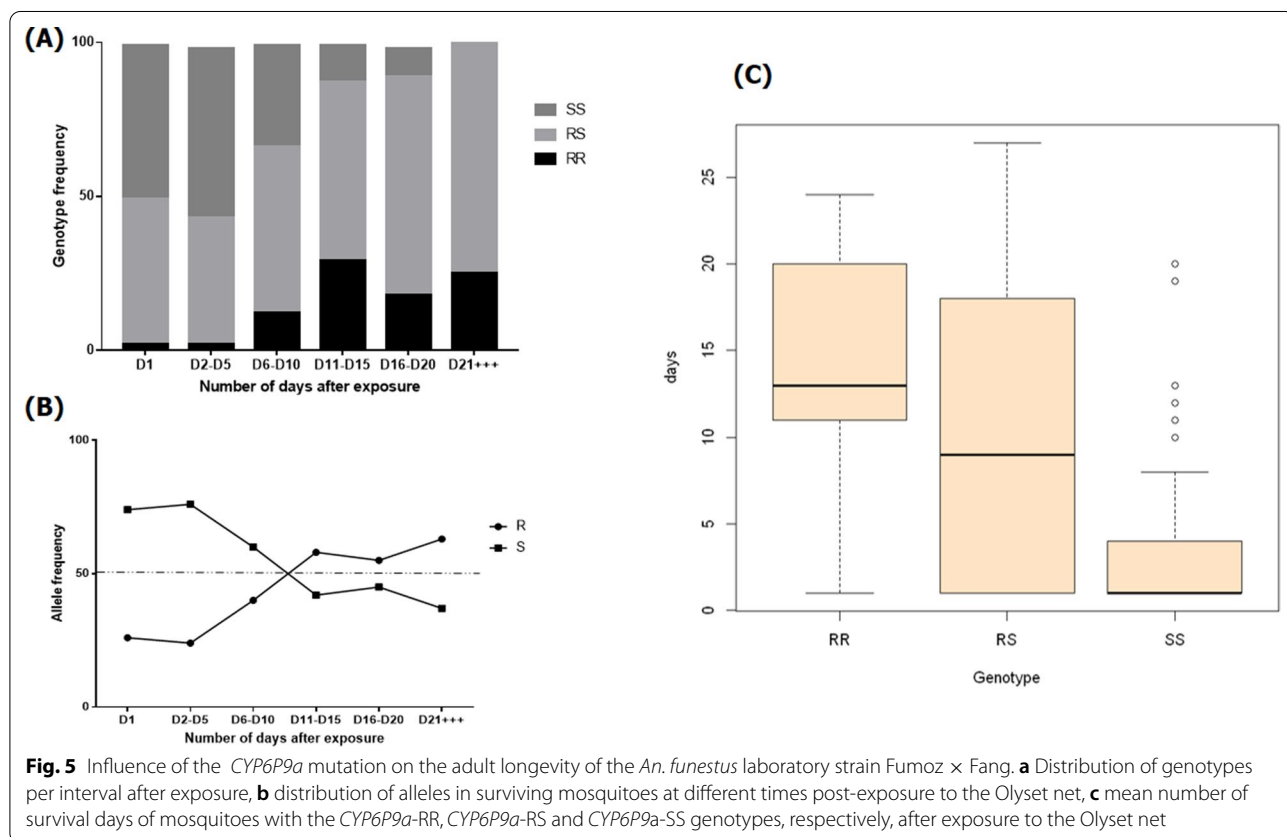 (A)
100
50
0
Genotype frequency
D1 D2-D5 D6-D10 D11-D15 D16-D20 D21+++
Number of days after exposure
SS
RS
RR
(B)
100
50
0
Allele frequency
D1 D2-D5 D6-D10 D11-D15 D16-D20 D21+++
Number of days after exposure
R
S
(C)
25
20
15
10
5
0
days
RR RS SS
Genotype
Fig. 5 Influence of the CYP6P9a mutation on the adult longevity of the An. funestus laboratory strain Fumoz × Fang. a Distribution of genotypes
per interval after exposure, b distribution of alleles in surviving mosquitoes at different times post-exposure to the Olyset net, c mean number of
survival days of mosquitoes with the CYP6P9a-RR, CYP6P9a-RS and CYP6P9a-SS genotypes, respectively, after exposure to the Olyset net